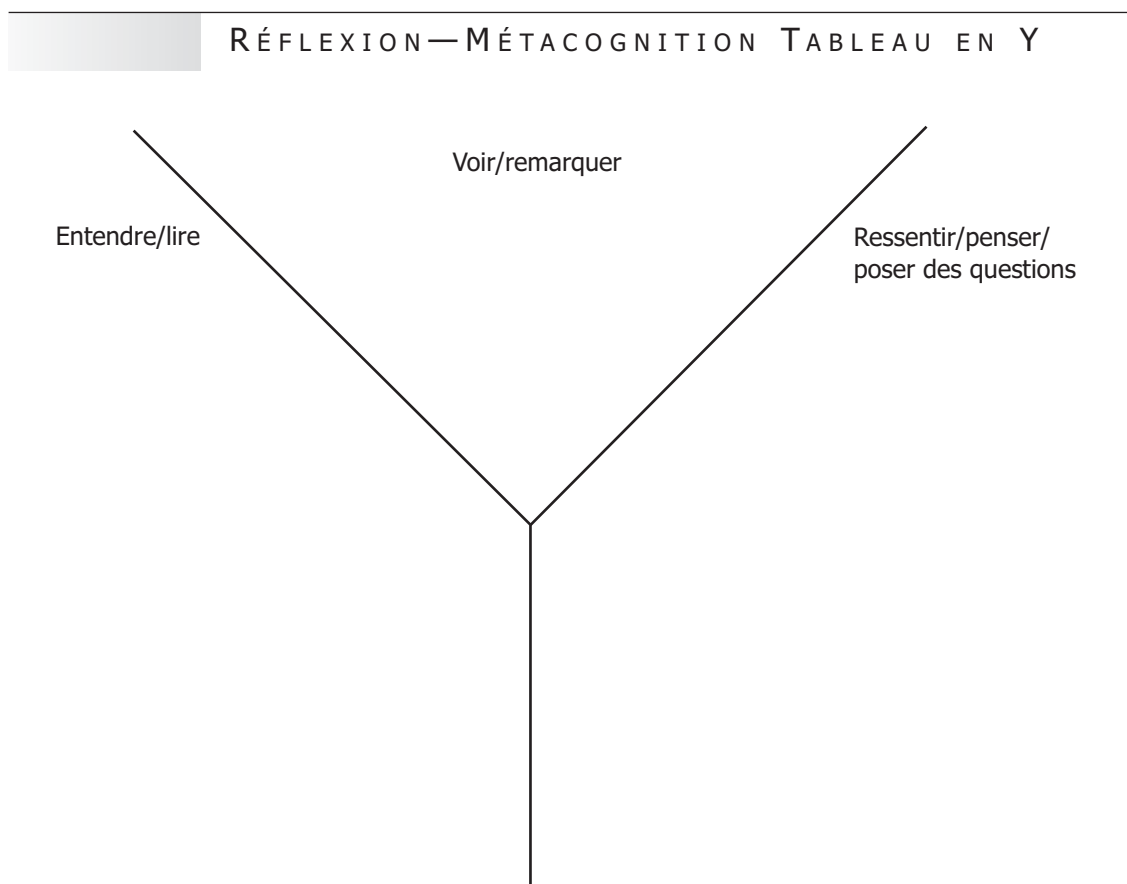 RÉFLEXION—MÉTACOGNITION TABLEAU EN Y
Voir/remarquer
Entendre/lire
Ressentir/penser/
poser des questions